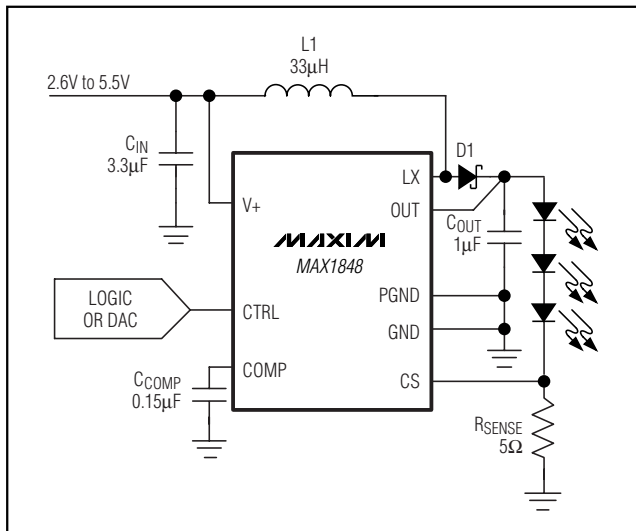 L1
33µH
2.6V to 5.5V
CIN
3.3µF
D1
LX
V+
OUT
COUT
1µF
MAXIM
MAX1848
PGND
LOGIC
OR DAC
CTRL
GND
COMP
CCOMP
0.15µF
CS
RSENSE
5Ω